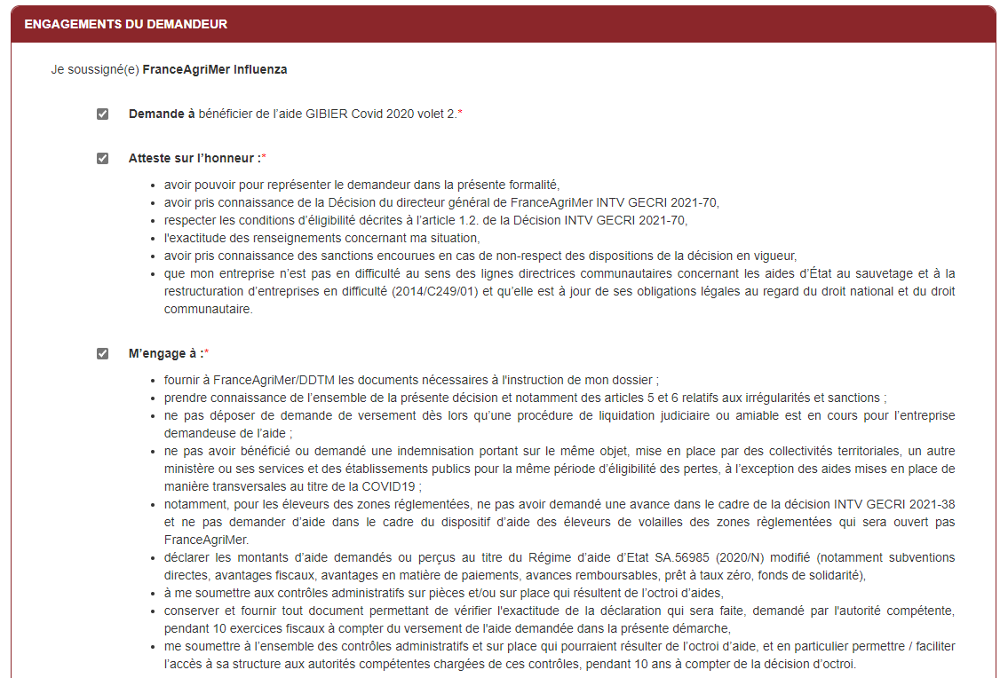 ENGAGEMENTS DU DEMANDEUR
Je soussigné(e) FranceAgriMer Influenza
Demande à bénéficier de l’aide GIBIER Covid 2020 volet 2.*
Atteste sur l’honneur :*
• avoir pouvoir pour représenter le demandeur dans la présente formalité,
• avoir pris connaissance de la Décision du directeur général de FranceAgriMer INTV GECRI 2021-70,
• respecter les conditions d’éligibilité décrites à l’article 1.2. de la Décision INTV GECRI 2021-70,
• l'exactitude des renseignements concernant ma situation,
• avoir pris connaissance des sanctions encourues en cas de non-respect des dispositions de la décision en vigueur,
• que mon entreprise n’est pas en difficulté au sens des lignes directrices communautaires concernant les aides d’État au sauvetage et à la
restructuration d’entreprises en difficulté (2014/C249/01) et qu’elle est à jour de ses obligations légales au regard du droit national et du droit
communautaire.
M’engage à :*
• fournir à FranceAgriMer/DDTM les documents nécessaires à l'instruction de mon dossier ;
• prendre connaissance de l’ensemble de la présente décision et notamment des articles 5 et 6 relatifs aux irrégularités et sanctions ;
• ne pas déposer de demande de versement dès lors qu’une procédure de liquidation judiciaire ou amiable est en cours pour l’entreprise
demandeuse de l’aide ;
• ne pas avoir bénéficié ou demandé une indemnisation portant sur le même objet, mise en place par des collectivités territoriales, un autre
ministère ou ses services et des établissements publics pour la même période d’éligibilité des pertes, à l’exception des aides mises en place de
manière transversales au titre de la COVID19 ;
• notamment, pour les éleveurs des zones réglementées, ne pas avoir demandé une avance dans le cadre de la décision INTV GECRI 2021-38
et ne pas demander d’aide dans le cadre du dispositif d’aide des éleveurs de volailles des zones règlementées qui sera ouvert pas
FranceAgriMer.
• déclarer les montants d’aide demandés ou perçus au titre du Régime d’aide d’Etat SA.56985 (2020/N) modifié (notamment subventions
directes, avantages fiscaux, avantages en matière de paiements, avances remboursables, prêt à taux zéro, fonds de solidarité),
• à me soumettre aux contrôles administratifs sur pièces et/ou sur place qui résultent de l’octroi d’aides,
• conserver et fournir tout document permettant de vérifier l'exactitude de la déclaration qui sera faite, demandé par l'autorité compétente,
pendant 10 exercices fiscaux à compter du versement de l'aide demandée dans la présente démarche,
• me soumettre à l’ensemble des contrôles administratifs et sur place qui pourraient résulter de l’octroi d’aide, et en particulier permettre / faciliter
l’accès à sa structure aux autorités compétentes chargées de ces contrôles, pendant 10 ans à compter de la décision d’octroi.